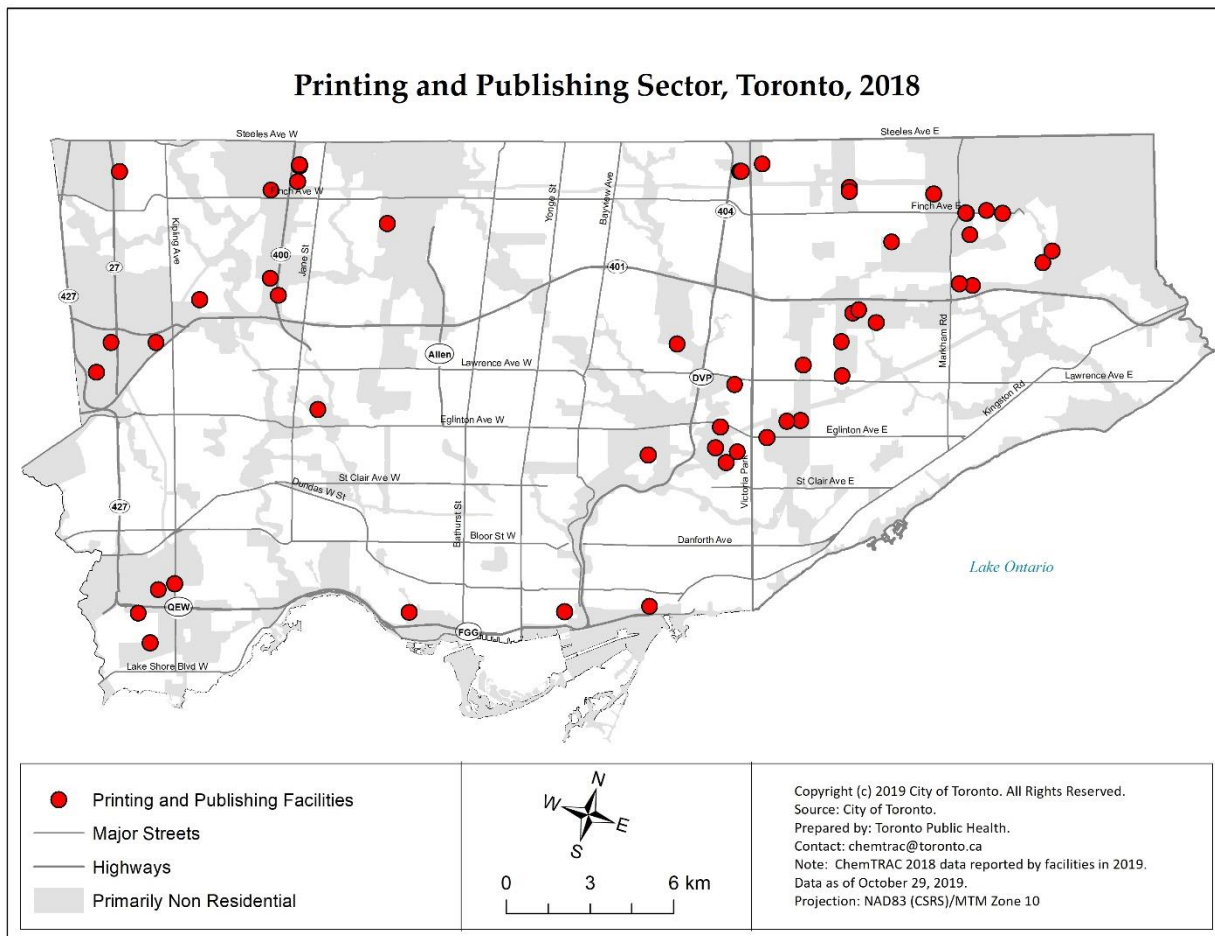 Printing and Publishing Sector, Toronto, 2018
Steeles Ave W
Steeles Ave E
Finch Ave W
Finch Ave E
Kipling Ave
Jane St
Yonge St
Bayview Ave
404
400
401
27
427
Markham Rd
Allen
Lawrence Ave W
DVP
Lawrence Ave E
Kingston Rd
Eglinton Ave W
Eglinton Ave E
St Clair Ave W
St Clair Ave E
Victoria Park
Dundas W St
427
Bathurst St
Bloor St W
Danforth Ave
Lake Ontario
QEW
FGG
Lake Shore Blvd W
Printing and Publishing Facilities
Major Streets
Highways
Primarily Non Residential
N
W
E
S
0 3 6 km
Copyright (c) 2019 City of Toronto. All Rights Reserved.
Source: City of Toronto.
Prepared by: Toronto Public Health.
Contact: chemtrac@toronto.ca
Note: ChemTRAC 2018 data reported by facilities in 2019.
Data as of October 29, 2019.
Projection: NAD83 (CSRS)/MTM Zone 10